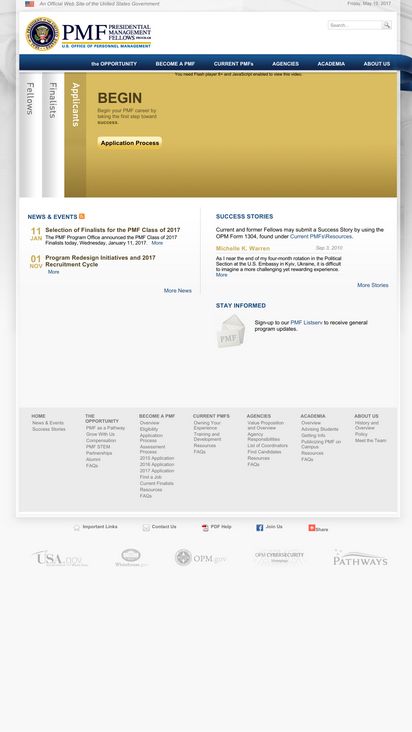 An Official Web Site of the United States Government
Friday, May 19, 2017
PMF PRESIDENTIAL
MANAGEMENT
FELLOWS PROGRAM
U.S. OFFICE OF PERSONNEL MANAGEMENT
Search...
the OPPORTUNITY BECOME A PMF CURRENT PMFs AGENCIES ACADEMIA ABOUT US
You need Flash player 8+ and JavaScript enabled to view this video.
Fellows
Finalists
Applicants
BEGIN
Begin your PMF career by
taking the first step toward
success.
Application Process
NEWS & EVENTS
11 JAN
Selection of Finalists for the PMF Class of 2017
The PMF Program Office announced the PMF Class of 2017
Finalists today, Wednesday, January 11, 2017. More
01 NOV
Program Redesign Initiatives and 2017
Recruitment Cycle
More
More News
SUCCESS STORIES
Current and former Fellows may submit a Success Story by using the
OPM Form 1304, found under Current PMFs\Resources.
Michelle K. Warren Sep 3, 2010
As I near the end of my four-month rotation in the Political
Section at the U.S. Embassy in Kyiv, Ukraine, it is difficult
to imagine a more challenging yet rewarding experience.
More
More Stories
STAY INFORMED
PMF
Sign-up to our PMF Listserv to receive general
program updates.
HOME
News & Events
Success Stories
THE
OPPORTUNITY
PMF as a Pathway
Grow With Us
Compensation
PMF STEM
Partnerships
Alumni
FAQs
BECOME A PMF
Overview
Eligibility
Application
Process
Assessment
Process
2015 Application
2016 Application
2017 Application
Find a Job
Current Finalists
Resources
FAQs
CURRENT PMFS
Owning Your
Experience
Training and
Development
Resources
FAQs
AGENCIES
Value Proposition
and Overview
Agency
Responsibilities
List of Coordinators
Find Candidates
Resources
FAQs
ACADEMIA
Overview
Advising Students
Getting Info
Publicizing PMF on
Campus
Resources
FAQs
ABOUT US
History and
Overview
Policy
Meet the Team
Important Links
Contact Us
PDF Help
Join Us
Share
USA.gov
Whitehouse.gov
OPM.gov
OPM CYBERSECURITY
PATHWAYS